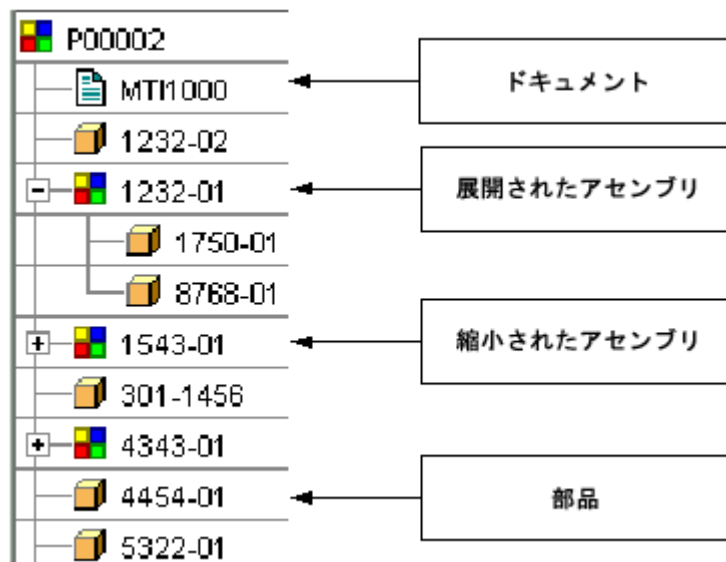 P00002
MTI1000
ドキュメント
1232-02
1232-01
展開されたアセンブリ
1750-01
8768-01
1543-01
縮小されたアセンブリ
301-1456
4343-01
4454-01
部品
5322-01